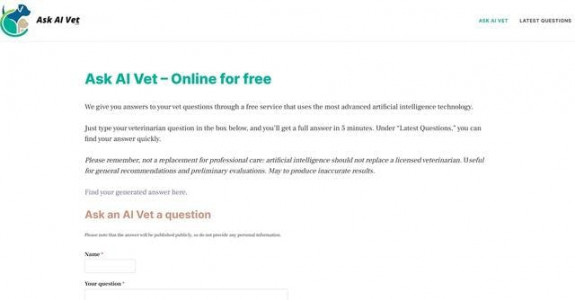 Ask AI Vet
ASK AI VET
LATEST QUESTIONS
Ask AI Vet – Online for free
We give you answers to your vet questions through a free service that uses the most advanced artificial intelligence technology.
Just type your veterinarian question in the box below, and you'll get a full answer in 5 minutes. Under “Latest Questions,” you can
find your answer quickly.
Please remember, not a replacement for professional care: artificial intelligence should not replace a licensed veterinarian. Useful
for general recommendations and preliminary evaluations. May to produce inaccurate results.
Find your generated answer here.
Ask an AI Vet a question
Please note that the answer will be published publicly, so do not provide any personal information.
Name *
Your question *